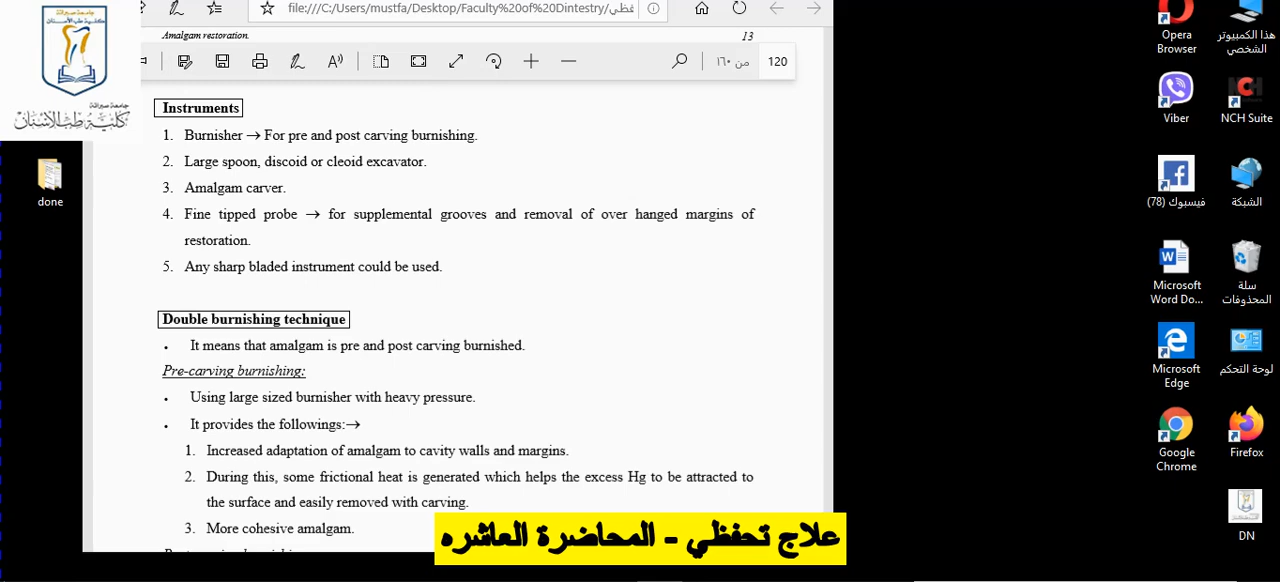 file:///C:/Users/mustfa/Desktop/Faculty%20of%20Dintestry/
Amalgam restoration. 13
من ١٦٠ 120
جامعة صبراتة
كلية طب الأسنان
Instruments
1. Burnisher → For pre and post carving burnishing.
2. Large spoon, discoid or cleoid excavator.
3. Amalgam carver.
4. Fine tipped probe → for supplemental grooves and removal of over hanged margins of
restoration.
5. Any sharp bladed instrument could be used.
Double burnishing technique
• It means that amalgam is pre and post carving burnished.
Pre-carving burnishing:
• Using large sized burnisher with heavy pressure.
• It provides the followings:→
1. Increased adaptation of amalgam to cavity walls and margins.
2. During this, some frictional heat is generated which helps the excess Hg to be attracted to
the surface and easily removed with carving.
3. More cohesive amalgam.
علاج تحفظي - المحاضرة العاشره
done
Opera
Browser
هذا الكمبيوتر
الشخصي
Viber
NCH Suite
فيسبوك (78)
الشبكة
Microsoft
Word Do...
سلة
المحذوفات
Microsoft
Edge
لوحة التحكم
Google
Chrome
Firefox
DN